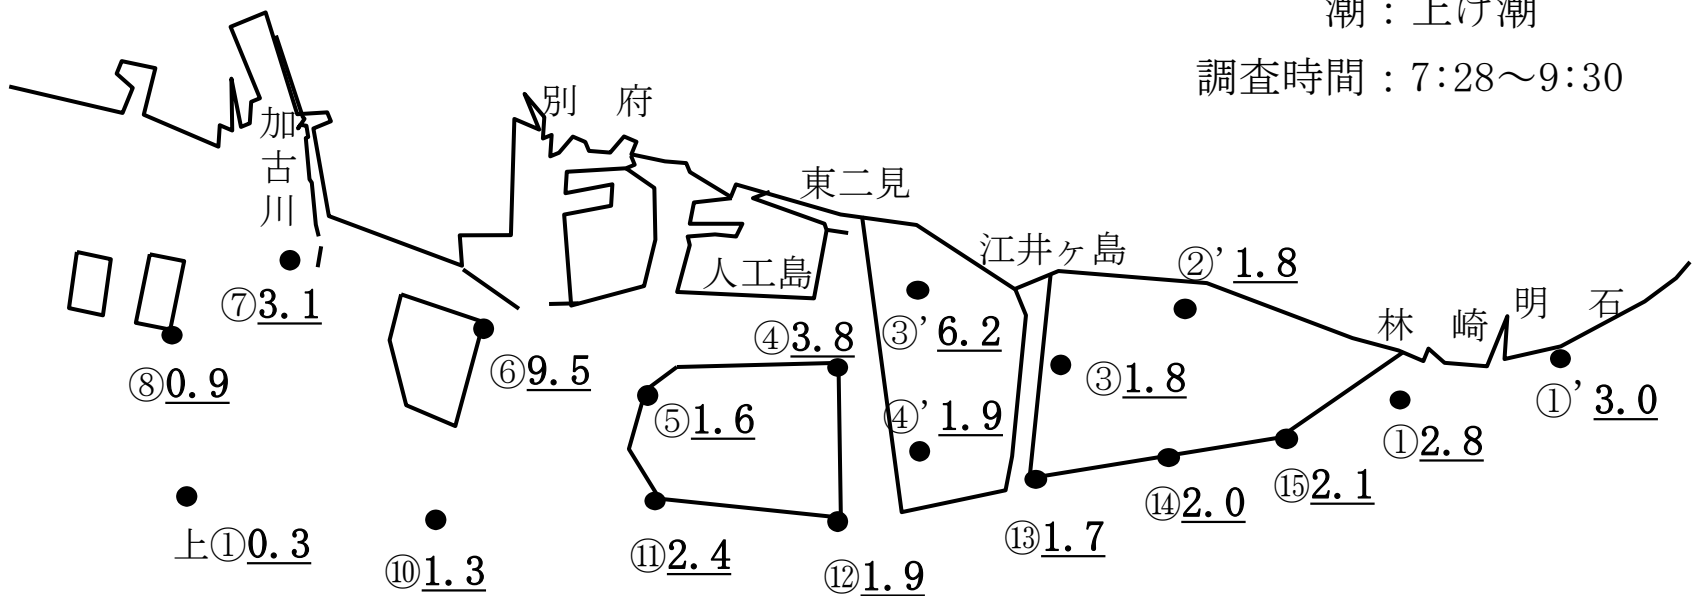 潮：上げ潮
調査時間：7:28～9:30
別　府
加古川
東二見
江井ヶ島
②’1.8
人工島
林　崎
明　石
⑦3.1
③’6.2
④3.8
⑧0.9
⑥9.5
③1.8
①’3.0
⑤1.6
④’1.9
①2.8
⑮2.1
⑭2.0
上①0.3
⑬1.7
⑩1.3
⑪2.4
⑫1.9